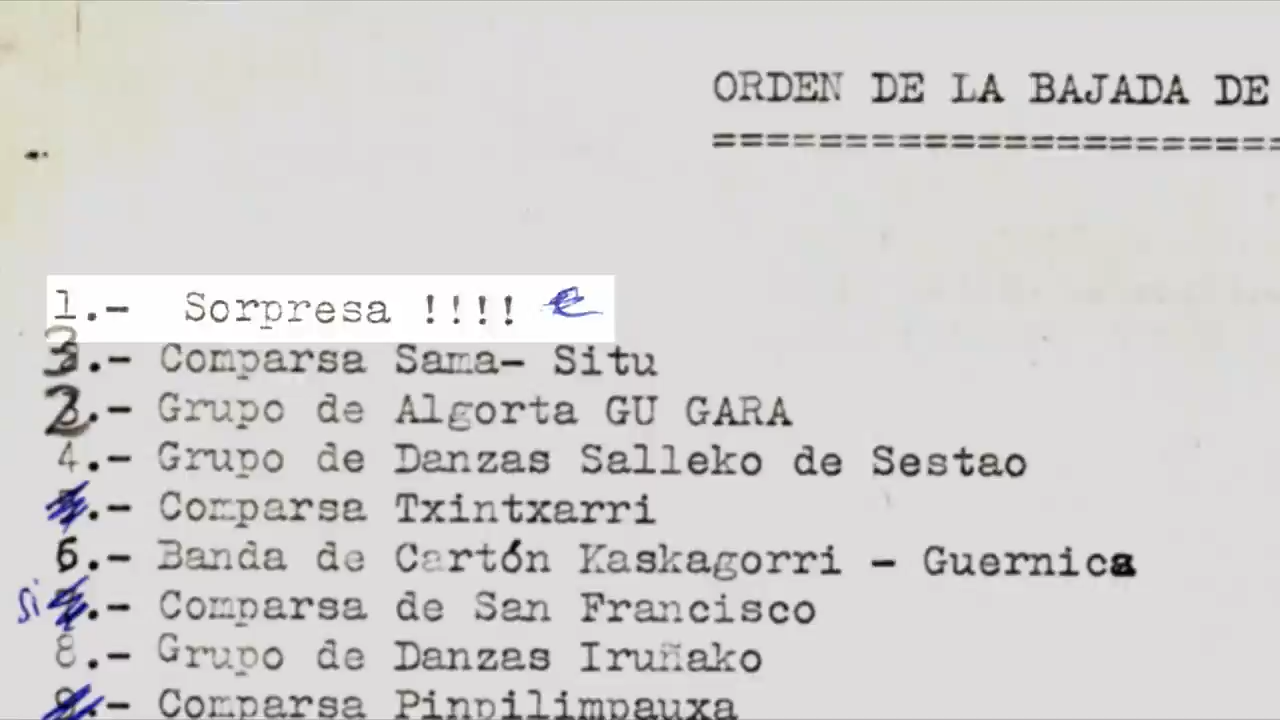 ORDEN DE LA BAJADA DE
=====================
1.- Sorpresa !!!!
3.- Comparsa Sama- Situ
2.- Grupo de Algorta GU GARA
4.- Grupo de Danzas Salleko de Sestao
.- Comparsa Txintxarri
6.- Banda de Cartón Kaskagorri - Guernica
Si .- Comparsa de San Francisco
8.- Grupo de Danzas Iruñako
9.- Comparsa Pinpilimpauxa